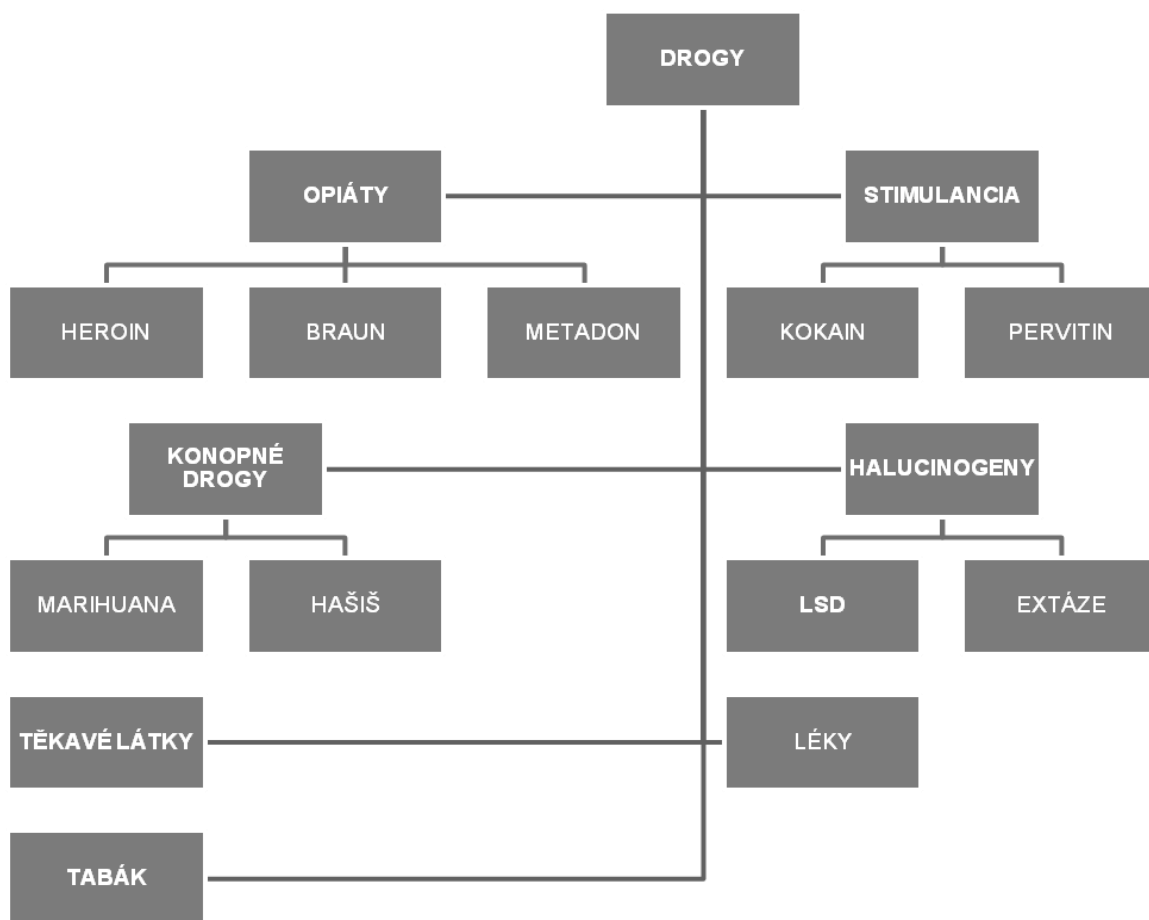 DROGY
OPIÁTY
STIMULANCIA
HEROIN
BRAUN
METADON
KOKAIN
PERVITIN
KONOPNÉ
DROGY
HALUCINOGENY
MARIHUANA
HAŠIŠ
LSD
EXTÁZE
TĚKAVÉ LÁTKY
LÉKY
TABÁK